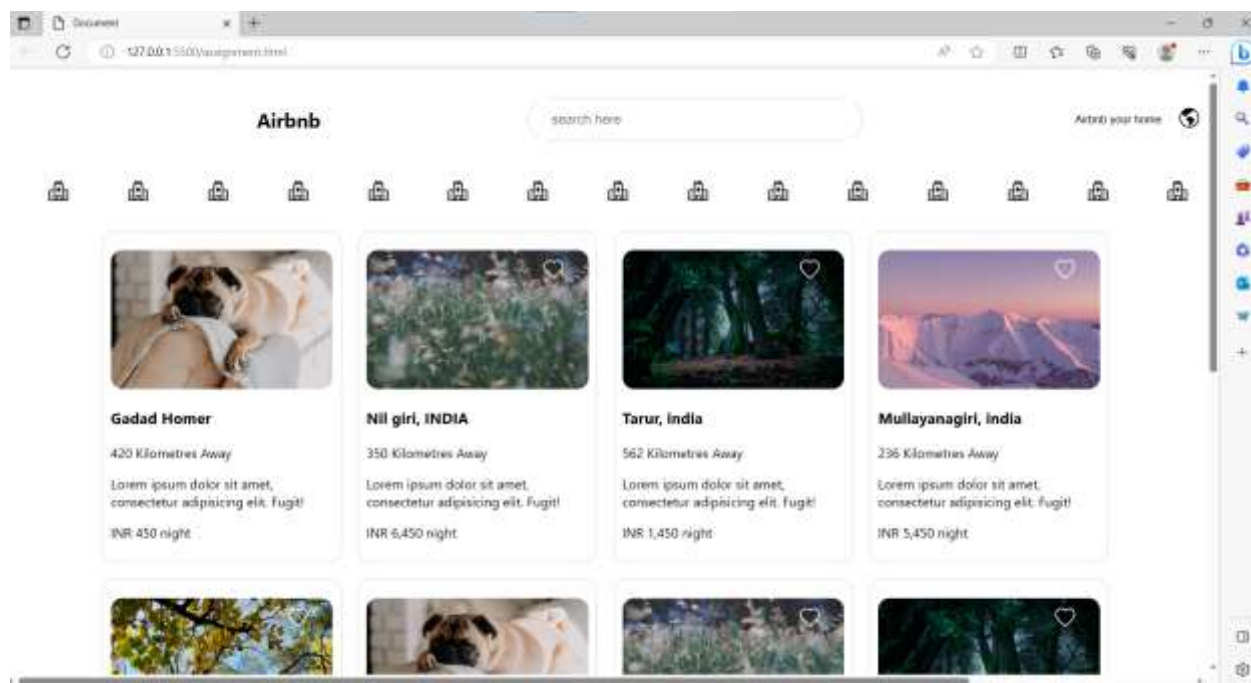 Document
127.0.0.1:5500/assignment.html
Airbnb
search here
Airbnb your home
Gadad Homer
420 Kilometres Away
Lorem ipsum dolor sit amet,
consectetur adipisicing elit. Fugit!
INR 450 night
Nil giri, INDIA
350 Kilometres Away
Lorem ipsum dolor sit amet,
consectetur adipisicing elit. Fugit!
INR 6,450 night
Tarur, india
562 Kilometres Away
Lorem ipsum dolor sit amet,
consectetur adipisicing elit. Fugit!
INR 1,450 night
Mullayanagiri, india
236 Kilometres Away
Lorem ipsum dolor sit amet,
consectetur adipisicing elit. Fugit!
INR 5,450 night